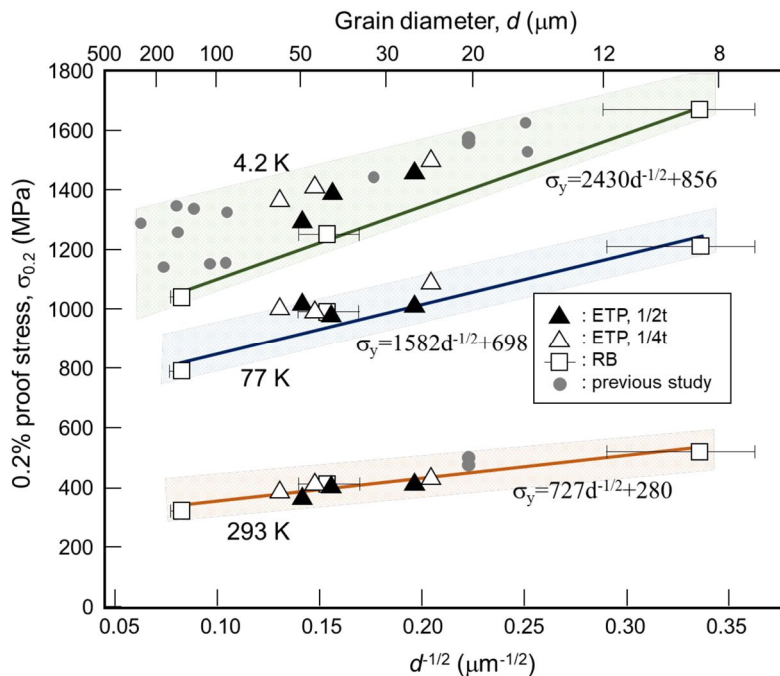 Grain diameter, d (μm)
500 200 100 50 30 20 12 8
1800
1600
1400
1200
1000
800
600
400
200
0
0.2% proof stress, σ0.2 (MPa)
4.2 K
σy=2430d-1/2+856
: ETP, 1/2t
: ETP, 1/4t
: RB
: previous study
σy=1582d-1/2+698
77 K
σy=727d-1/2+280
293 K
0.05 0.10 0.15 0.20 0.25 0.30 0.35
d-1/2 (μm-1/2)